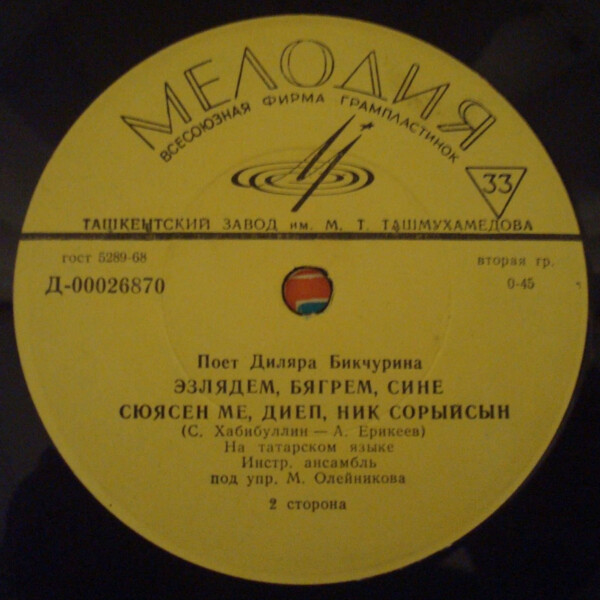 МЕЛОДИЯ
ВСЕСОЮЗНАЯ ФИРМА ГРАМПЛАСТИНОК
33
ТАШКЕНТСКИЙ ЗАВОД им. М. Т. ТАШМУХАМЕДОВА
гост 5289-68
вторая гр.
Д-00026870
0-45
Поет Диляра Бикчурина
ЭЗЛЯДЕМ, БЯГРЕМ, СИНЕ
СЮЯСЕН МЕ, ДИЕП, НИК СОРЫЙСЫН
(С. Хабибуллин — А. Ерикеев)
На татарском языке
Инстр. ансамбль
под упр. М. Олейникова
2 сторона